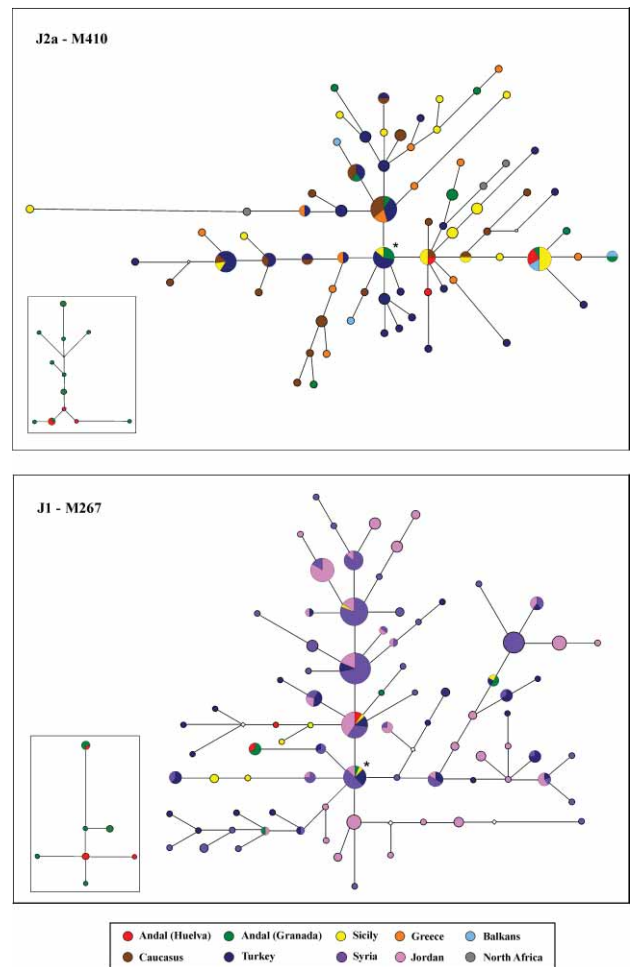 J2a - M410
*
J1 - M267
*
Andal (Huelva) Andal (Granada) Sicily Greece Balkans
Caucasus Turkey Syria Jordan North Africa